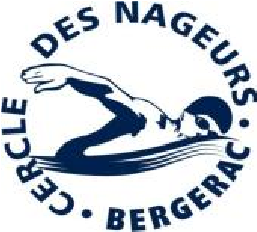 CERCLE DES NAGEURS • BERGERAC •